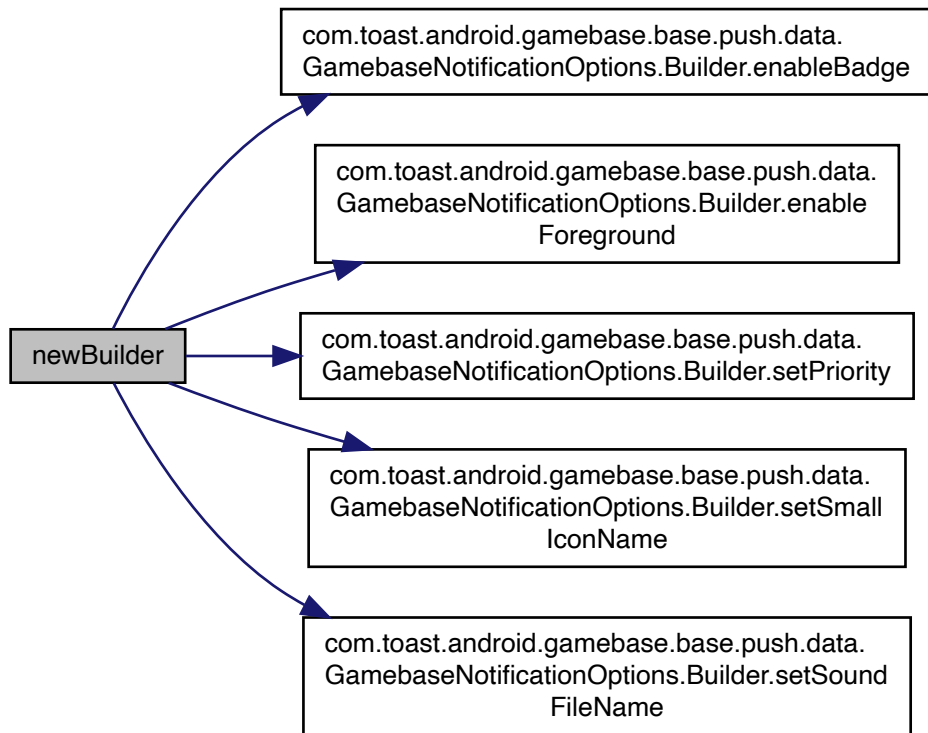 com.toast.android.gamebase.base.push.data.
GamebaseNotificationOptions.Builder.enableBadge
com.toast.android.gamebase.base.push.data.
GamebaseNotificationOptions.Builder.enable
Foreground
newBuilder
com.toast.android.gamebase.base.push.data.
GamebaseNotificationOptions.Builder.setPriority
com.toast.android.gamebase.base.push.data.
GamebaseNotificationOptions.Builder.setSmall
IconName
com.toast.android.gamebase.base.push.data.
GamebaseNotificationOptions.Builder.setSound
FileName